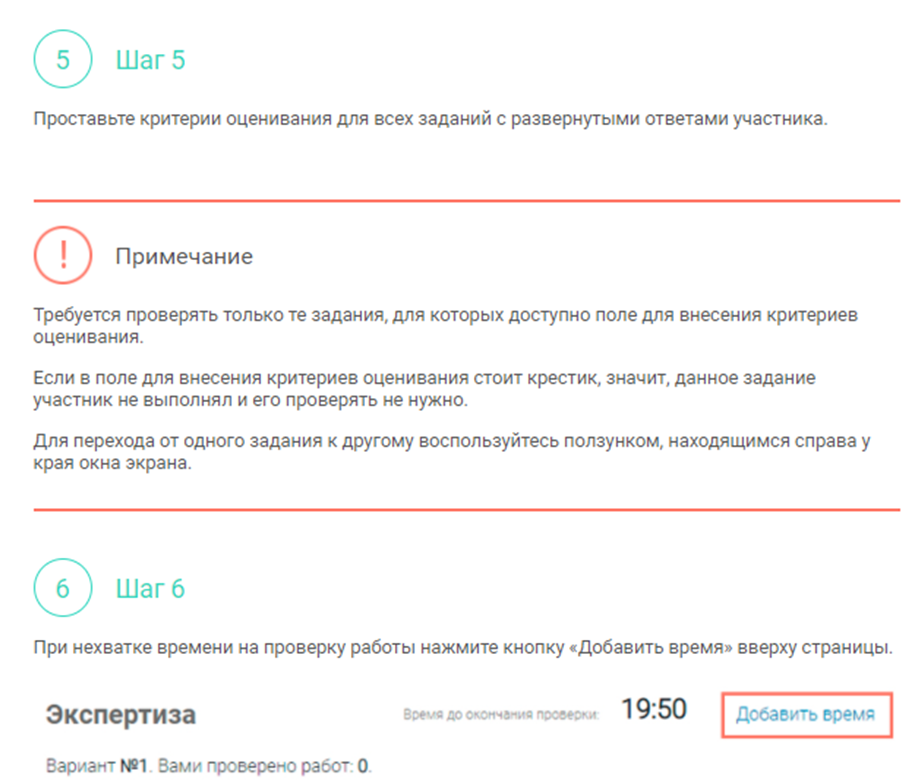 5 Шаг 5
Проставьте критерии оценивания для всех заданий с развернутыми ответами участника.
! Примечание
Требуется проверять только те задания, для которых доступно поле для внесения критериев
оценивания.
Если в поле для внесения критериев оценивания стоит крестик, значит, данное задание
участник не выполнял и его проверять не нужно.
Для перехода от одного задания к другому воспользуйтесь ползунком, находящимся справа у
края окна экрана.
6 Шаг 6
При нехватке времени на проверку работы нажмите кнопку «Добавить время» вверху страницы.
Экспертиза Время до окончания проверки: 19:50 Добавить время
Вариант №1. Вами проверено работ: 0.